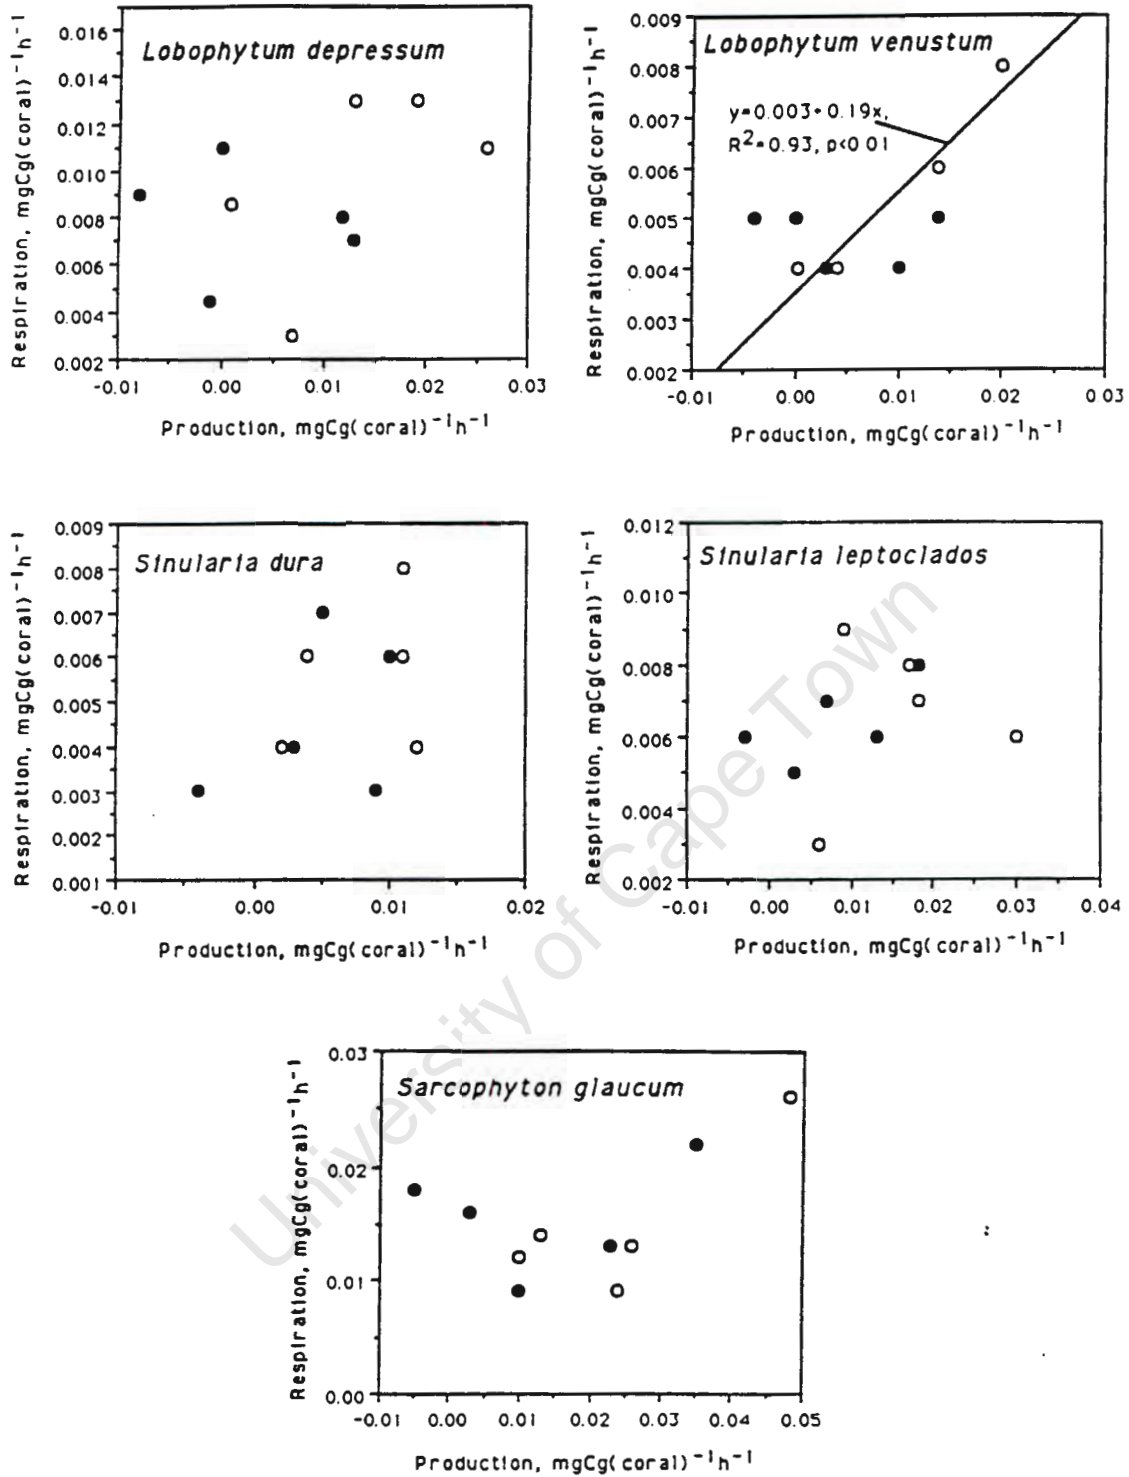 Lobophytum depressum
Respiration, mgCg(coral)⁻¹h⁻¹
0.016
0.014
0.012
0.010
0.008
0.006
0.004
0.002
-0.01 0.00 0.01 0.02 0.03
Production, mgCg(coral)⁻¹h⁻¹
Lobophytum venustum
y=0.003+0.19x,
R²=0.93, p<0.01
Respiration, mgCg(coral)⁻¹h⁻¹
0.009
0.008
0.007
0.006
0.005
0.004
0.003
0.002
-0.01 0.00 0.01 0.02 0.03
Production, mgCg(coral)⁻¹h⁻¹
Sinularia dura
Respiration, mgCg(coral)⁻¹h⁻¹
0.009
0.008
0.007
0.006
0.005
0.004
0.003
0.002
0.001
-0.01 0.00 0.01 0.02
Production, mgCg(coral)⁻¹h⁻¹
Sinularia leptoclados
Respiration, mgCg(coral)⁻¹h⁻¹
0.012
0.010
0.008
0.006
0.004
0.002
-0.01 0.00 0.01 0.02 0.03 0.04
Production, mgCg(coral)⁻¹h⁻¹
Sarcophyton glaucum
Respiration, mgCg(coral)⁻¹h⁻¹
0.03
0.02
0.01
0.00
-0.01 0.00 0.01 0.02 0.03 0.04 0.05
Production, mgCg(coral)⁻¹h⁻¹
University of Cape Town